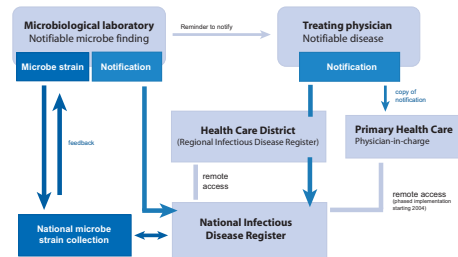 Microbiological laboratory
Notifiable microbe finding
Microbe strain
Notification
Reminder to notify
Treating physician
Notifiable disease
Notification
copy of
notification
feedback
Health Care District
(Regional Infectious Disease Register)
Primary Health Care
Physician-in-charge
remote
access
remote access
(phased implementation
starting 2004)
National microbe
strain collection
National Infectious
Disease Register